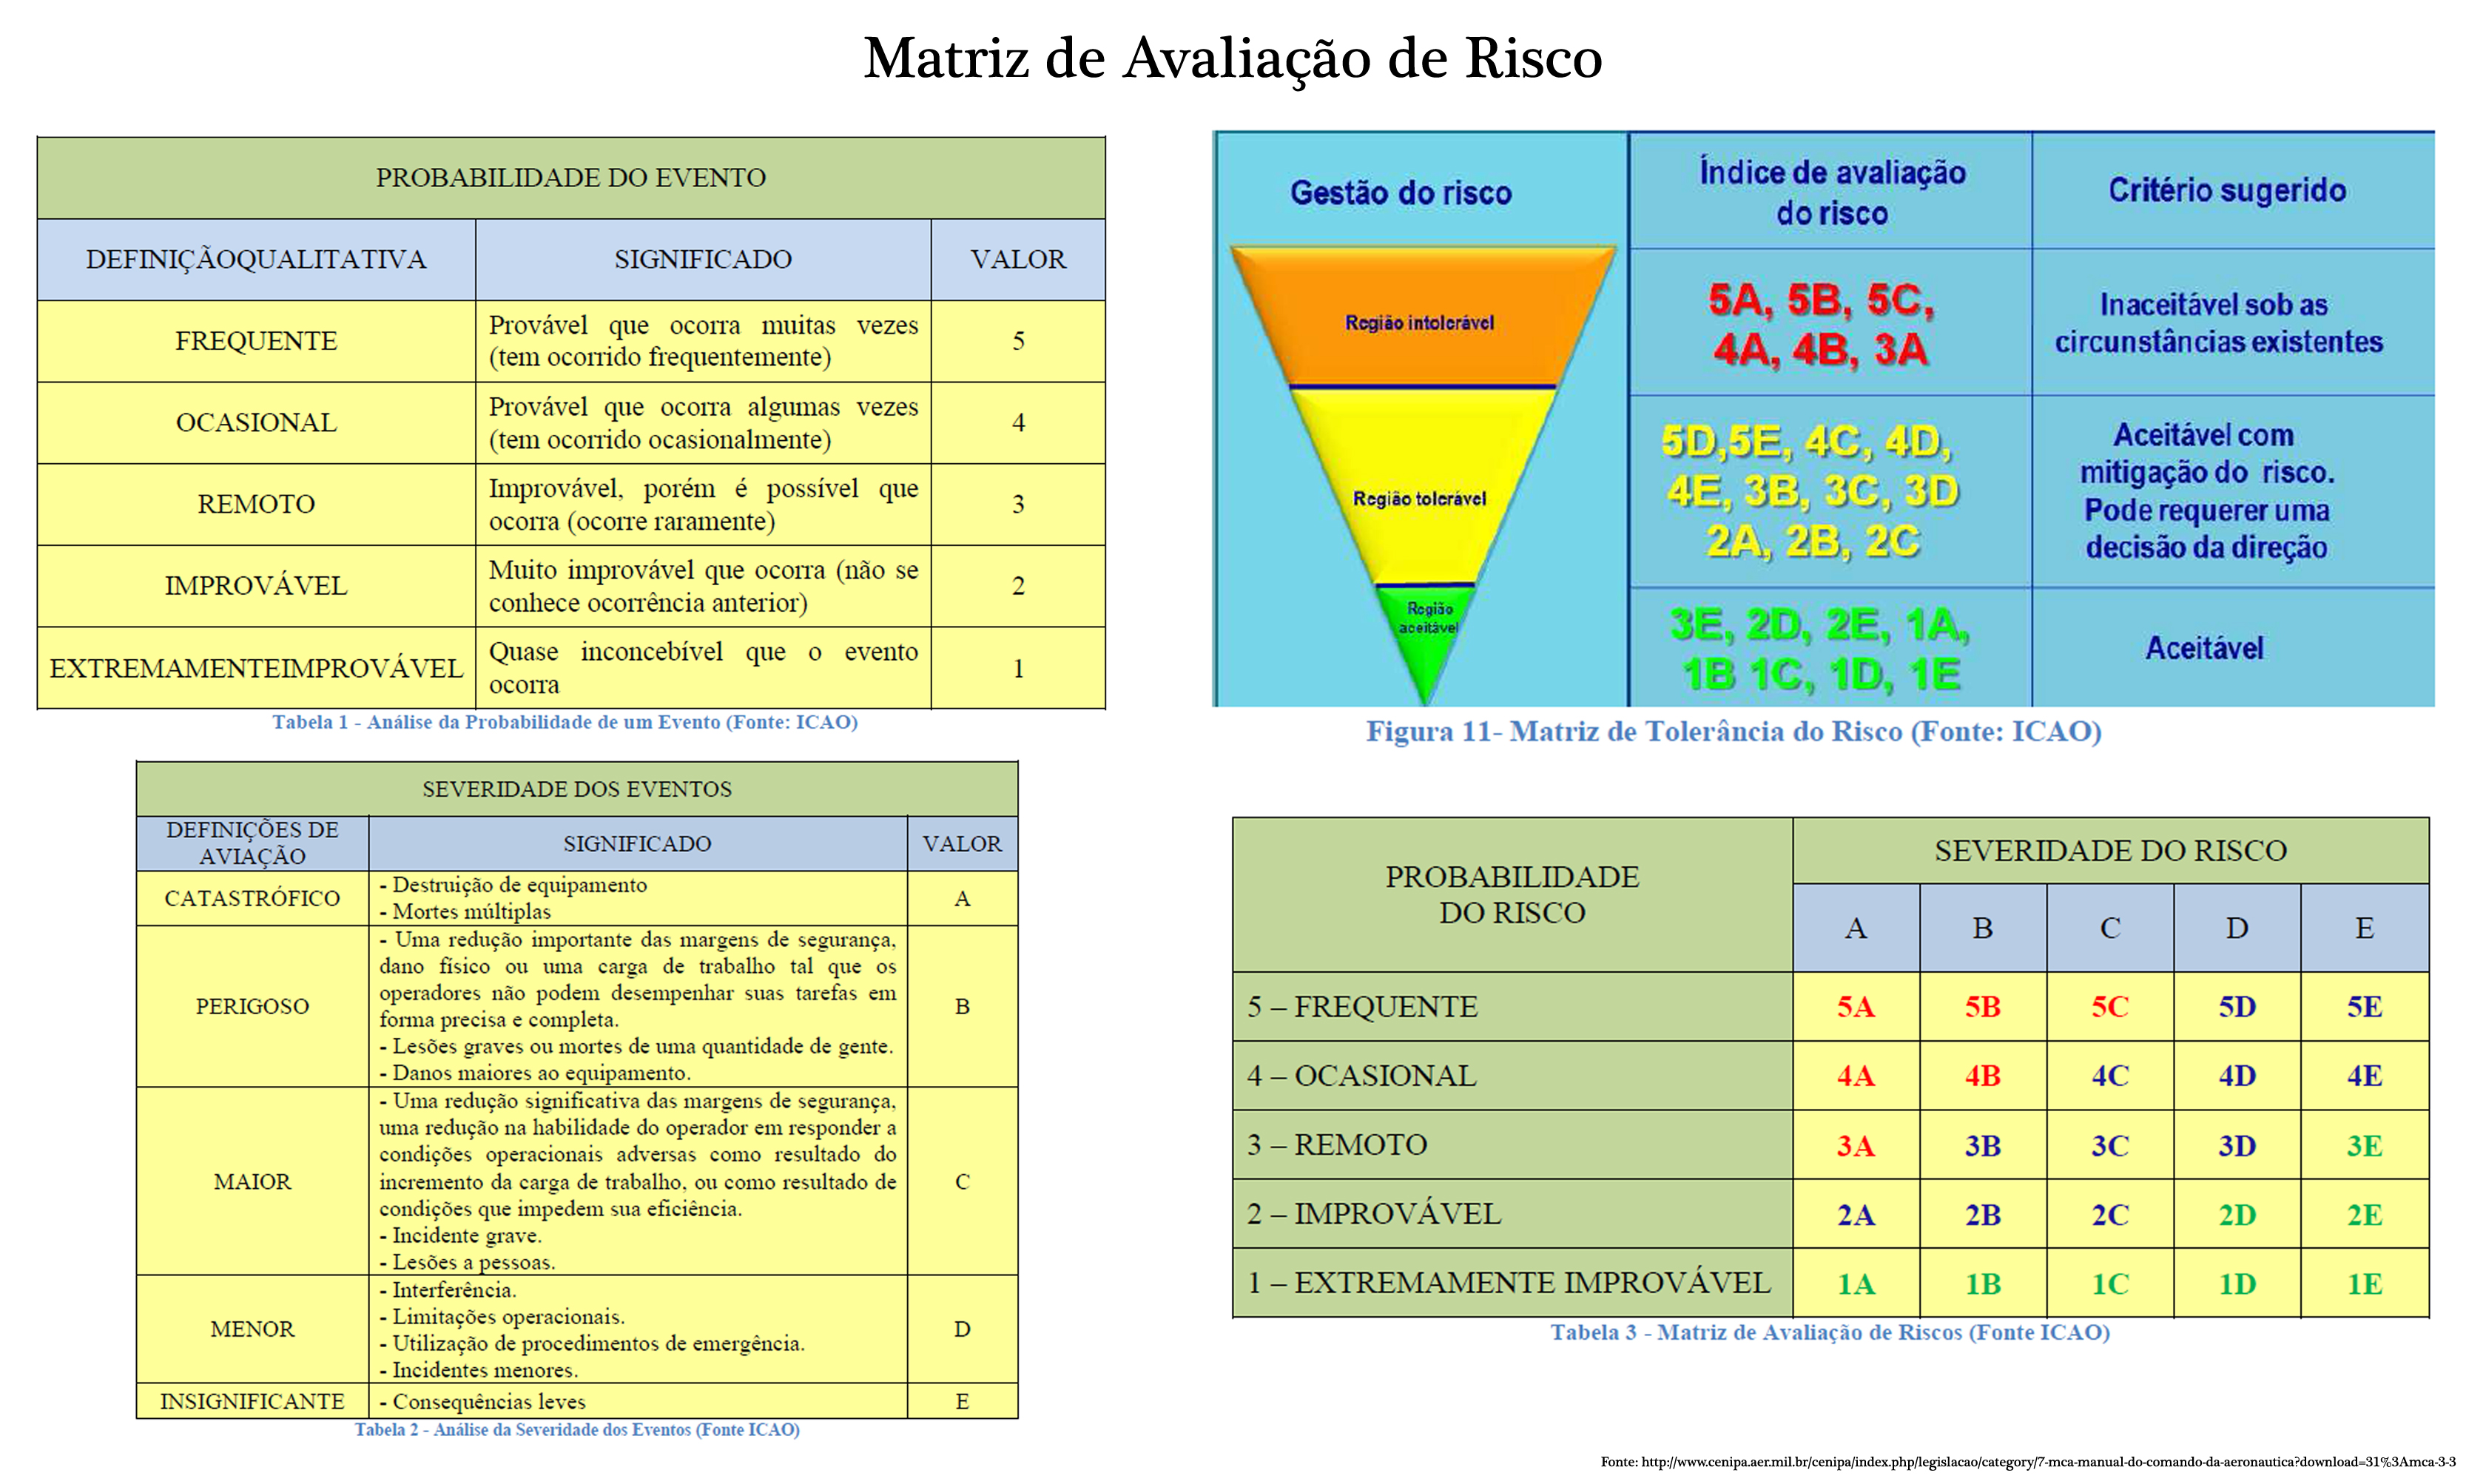 Matriz de Avaliação de Risco
PROBABILIDADE DO EVENTO
DEFINIÇÃOQUALITATIVA SIGNIFICADO VALOR
FREQUENTE Provável que ocorra muitas vezes
(tem ocorrido frequentemente) 5
OCASIONAL Provável que ocorra algumas vezes
(tem ocorrido ocasionalmente) 4
REMOTO Improvável, porém é possível que
ocorra (ocorre raramente) 3
IMPROVÁVEL Muito improvável que ocorra (não se
conhece ocorrência anterior) 2
EXTREMAMENTEIMPROVÁVEL Quase inconcebível que o evento
ocorra 1
Tabela 1 - Análise da Probabilidade de um Evento (Fonte: ICAO)
Gestão do risco
Índice de avaliação
do risco
Critério sugerido
Região intolerável
5A, 5B, 5C,
4A, 4B, 3A
Inaceitável sob as
circunstâncias existentes
Região tolerável
5D,5E, 4C, 4D,
4E, 3B, 3C, 3D
2A, 2B, 2C
Aceitável com
mitigação do risco.
Pode requerer uma
decisão da direção
Região
aceitável
3E, 2D, 2E, 1A,
1B 1C, 1D, 1E
Aceitável
Figura 11- Matriz de Tolerância do Risco (Fonte: ICAO)
SEVERIDADE DOS EVENTOS
DEFINIÇÕES DE
AVIAÇÃO
SIGNIFICADO
VALOR
CATASTRÓFICO
- Destruição de equipamento
- Mortes múltiplas
A
PERIGOSO
- Uma redução importante das margens de segurança,
dano físico ou uma carga de trabalho tal que os
operadores não podem desempenhar suas tarefas em
forma precisa e completa.
- Lesões graves ou mortes de uma quantidade de gente.
- Danos maiores ao equipamento.
B
MAIOR
- Uma redução significativa das margens de segurança,
uma redução na habilidade do operador em responder a
condições operacionais adversas como resultado do
incremento da carga de trabalho, ou como resultado de
condições que impedem sua eficiência.
- Incidente grave.
- Lesões a pessoas.
C
MENOR
- Interferência.
- Limitações operacionais.
- Utilização de procedimentos de emergência.
- Incidentes menores.
D
INSIGNIFICANTE - Consequências leves E
Tabela 2 - Análise da Severidade dos Eventos (Fonte ICAO)
PROBABILIDADE
DO RISCO
SEVERIDADE DO RISCO
A B C D E
5 – FREQUENTE 5A 5B 5C 5D 5E
4 – OCASIONAL 4A 4B 4C 4D 4E
3 – REMOTO 3A 3B 3C 3D 3E
2 – IMPROVÁVEL 2A 2B 2C 2D 2E
1 – EXTREMAMENTE IMPROVÁVEL 1A 1B 1C 1D 1E
Tabela 3 - Matriz de Avaliação de Riscos (Fonte ICAO)
Fonte: http://www.cenipa.aer.mil.br/cenipa/index.php/legislacao/category/7-mca-manual-do-comando-da-aeronautica?download=31%3Amca-3-3